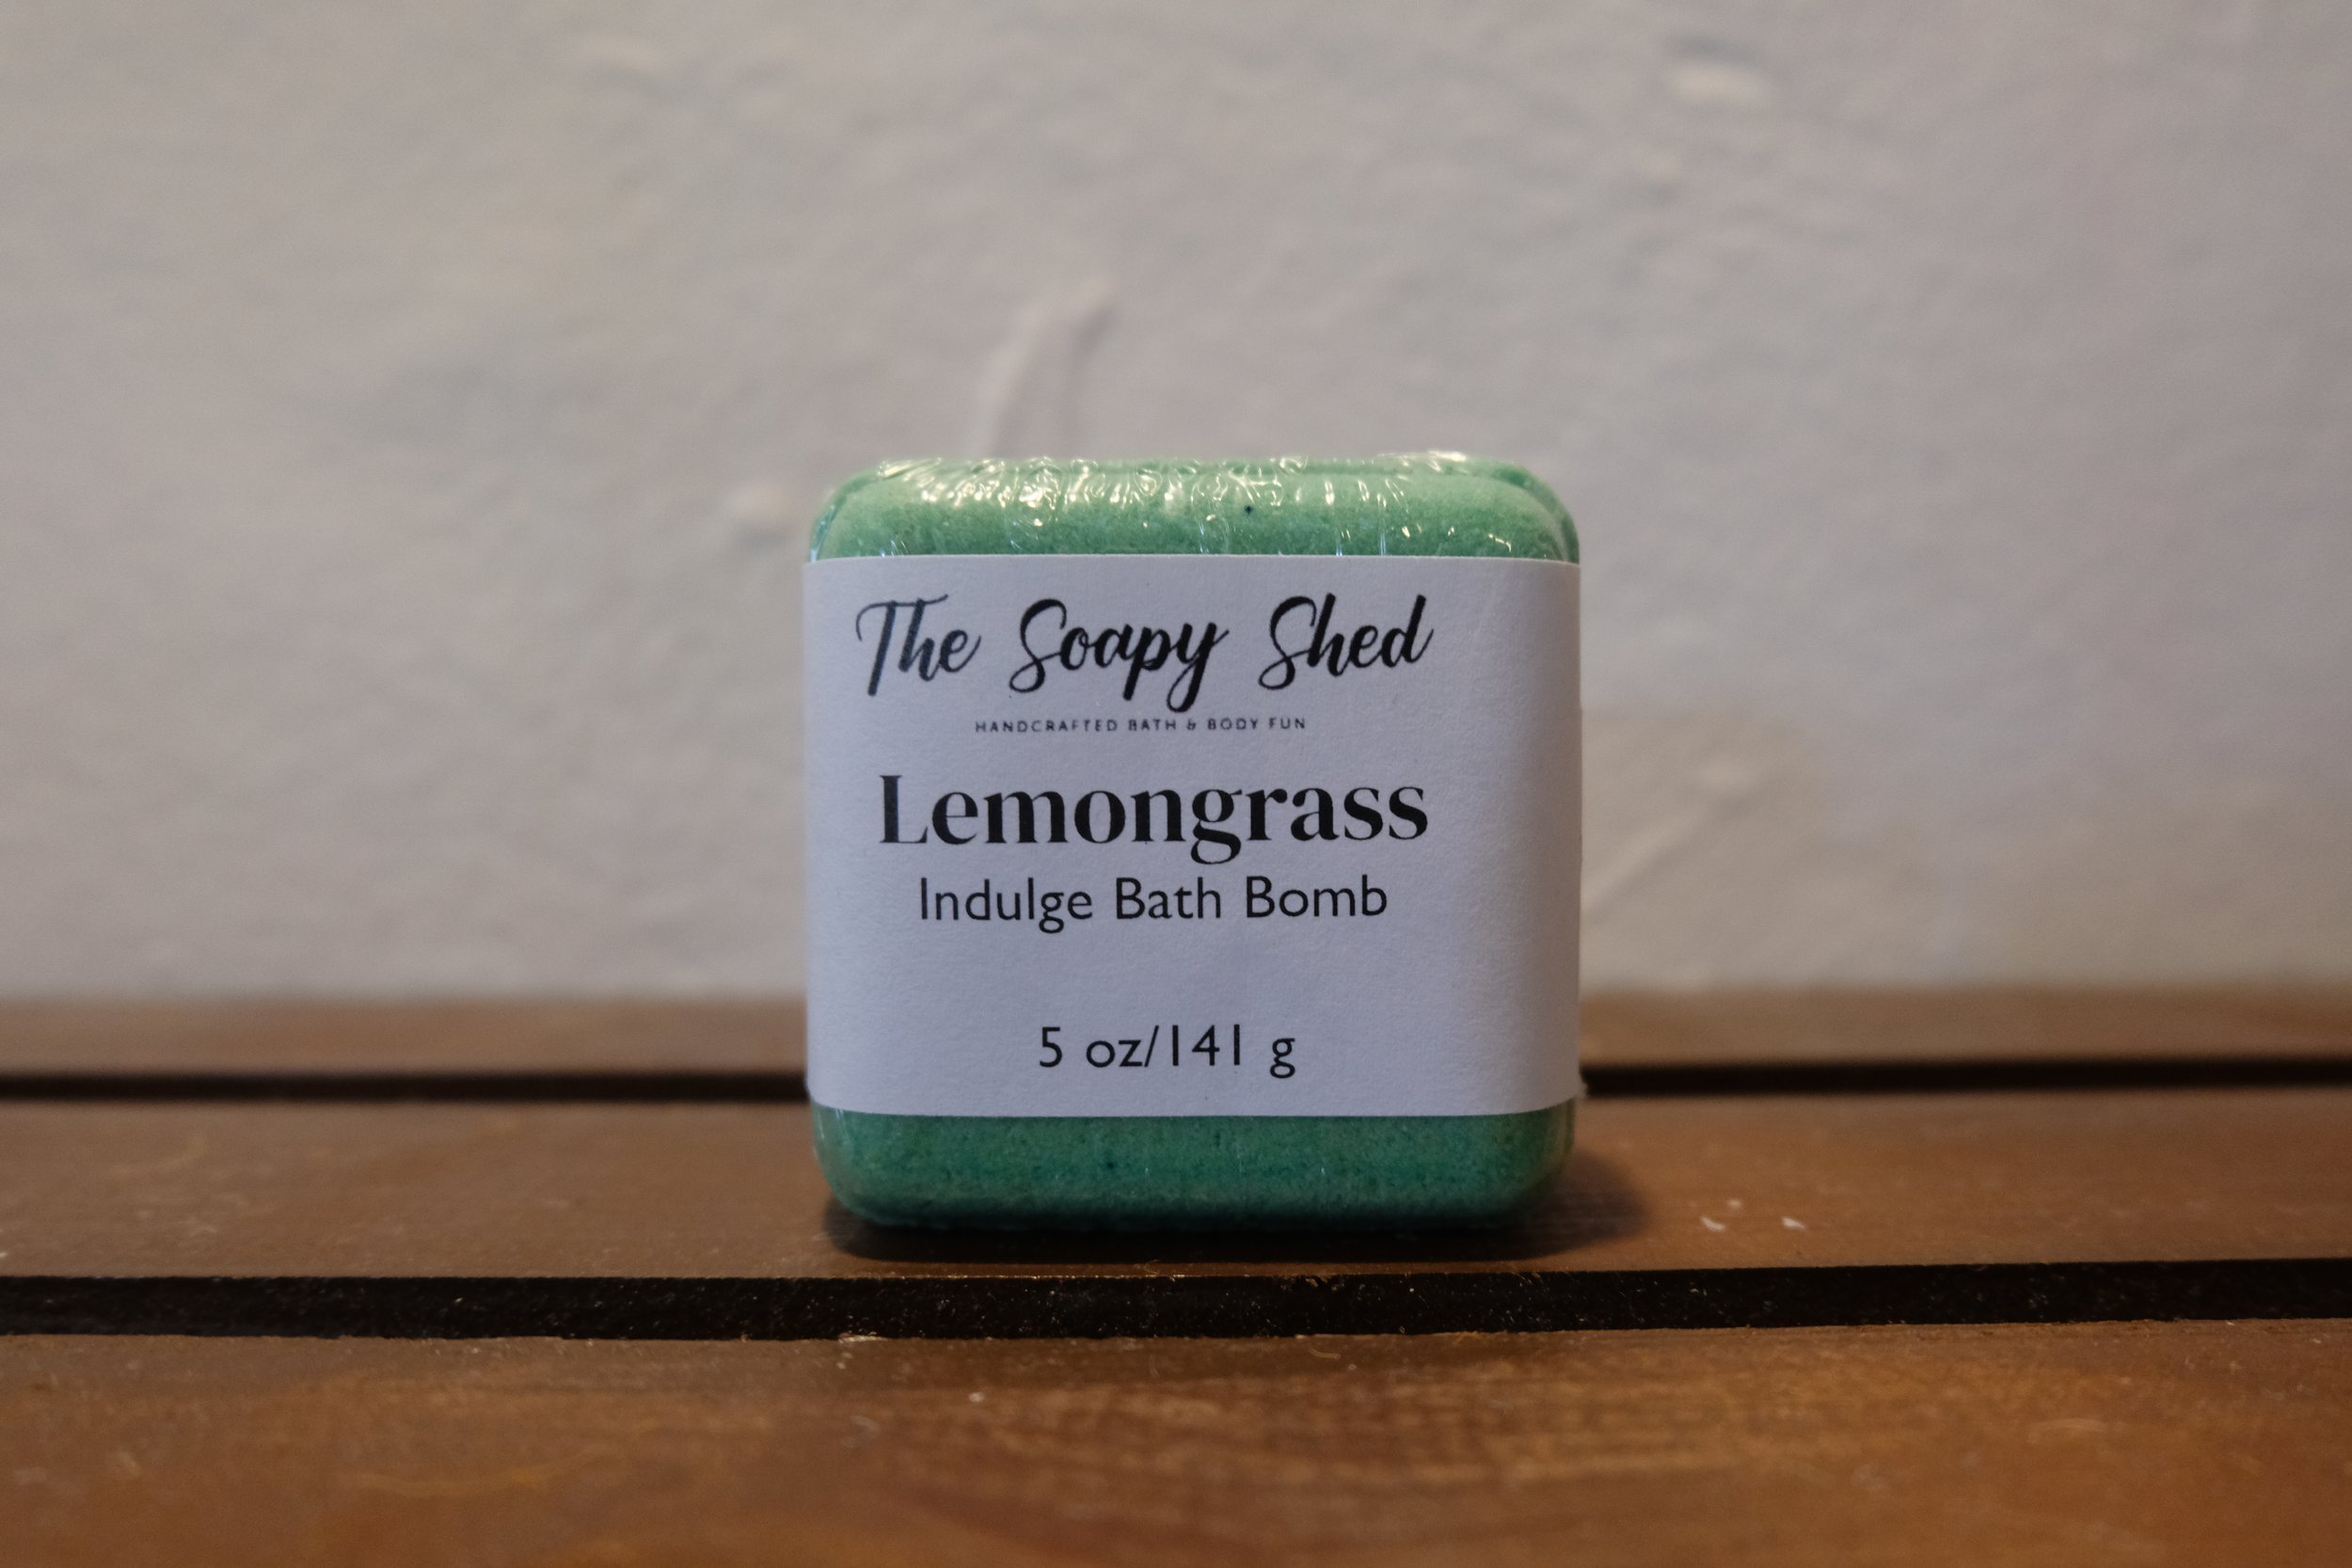 The Soapy Shed
HANDCRAFTED BATH & BODY FUN
Lemongrass
Indulge Bath Bomb
5 oz/141 g